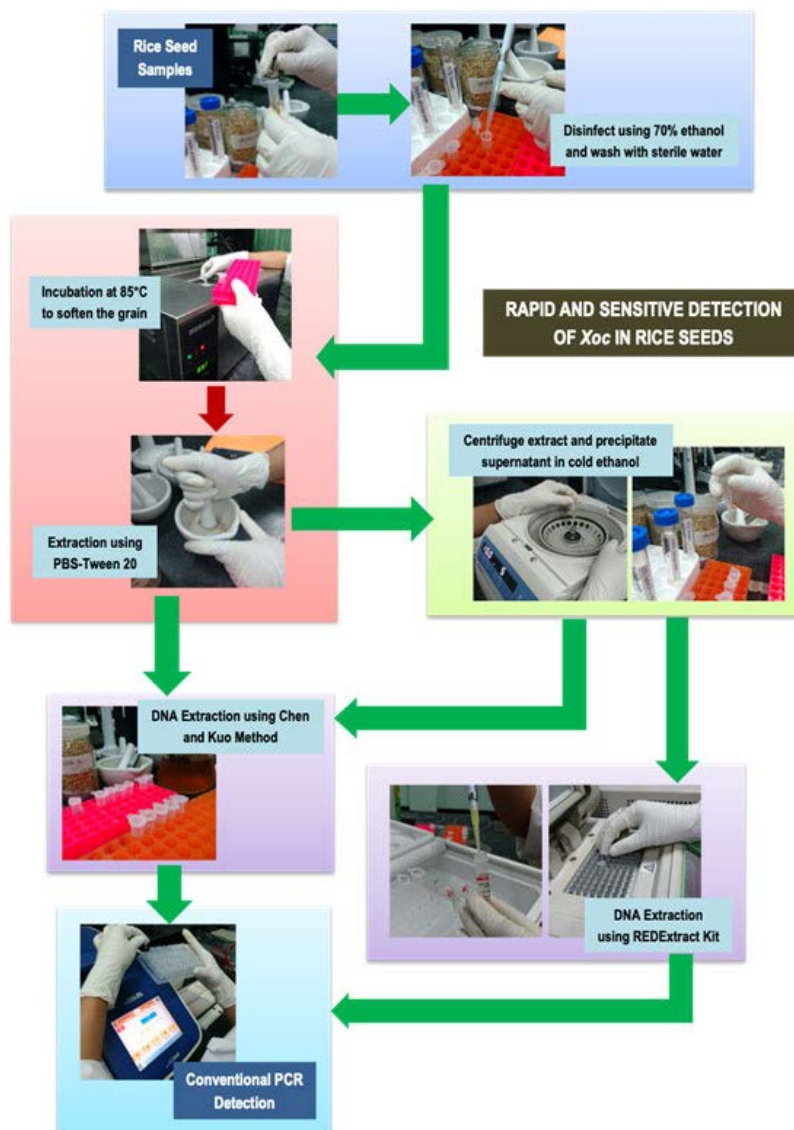 Rice Seed
Samples
Disinfect using 70% ethanol
and wash with sterile water
Incubation at 85°C
to soften the grain
RAPID AND SENSITIVE DETECTION
OF Xoc IN RICE SEEDS
Centrifuge extract and precipitate
supernatant in cold ethanol
Extraction using
PBS-Tween 20
DNA Extraction using Chen
and Kuo Method
DNA Extraction
using REDExtract Kit
Conventional PCR
Detection